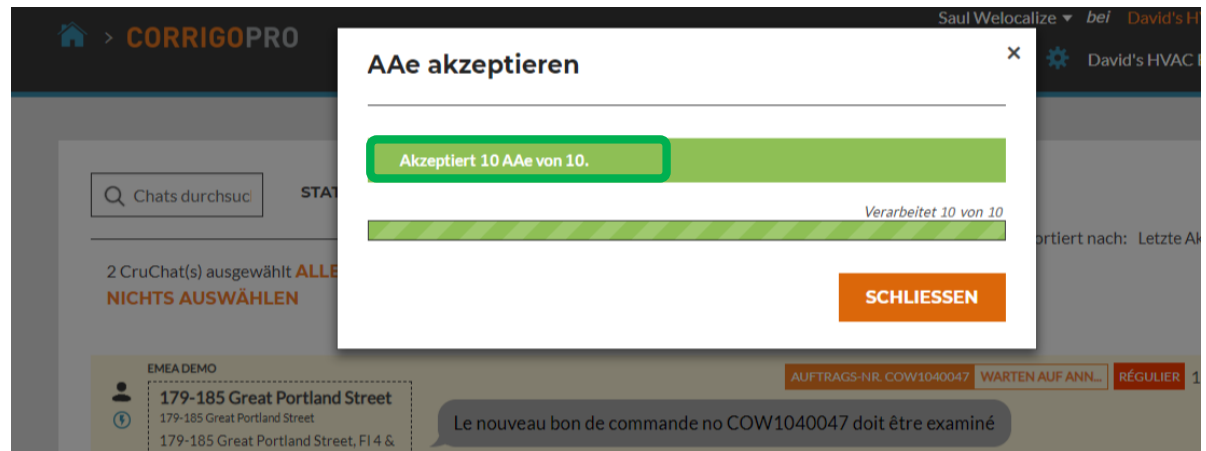 Saul Welocalize bei David's H
> CORRIGOPRO
David's HVAC
AAe akzeptieren
×
Akzeptiert 10 AAe von 10.
Verarbeitet 10 von 10
SCHLIESSEN
Chats durchsuc
STAT
ortiert nach: Letzte Ak
2 CruChat(s) ausgewählt ALLE
NICHTS AUSWÄHLEN
EMEA DEMO
179-185 Great Portland Street
179-185 Great Portland Street
179-185 Great Portland Street, Fl 4 &
AUFTRAGS-NR. COW1040047 WARTEN AUF ANN... RÉGULIER 1
Le nouveau bon de commande no COW1040047 doit être examiné